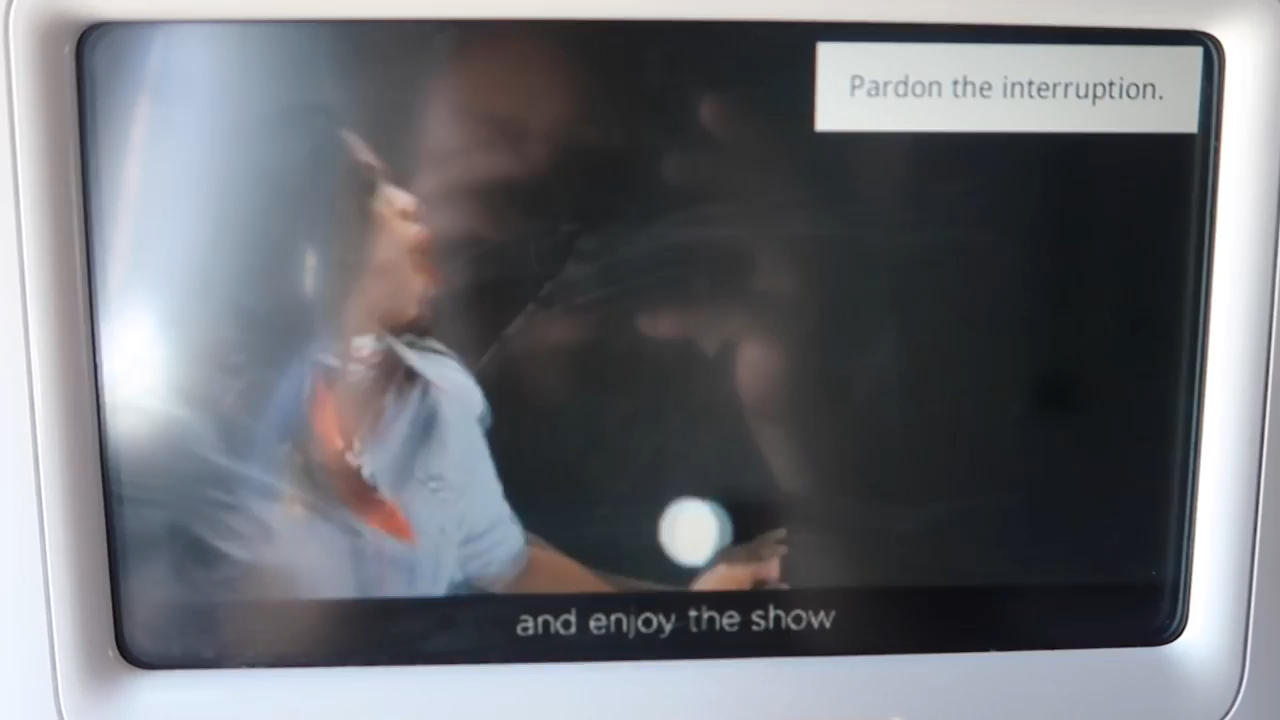 Pardon the interruption.
and enjoy the show